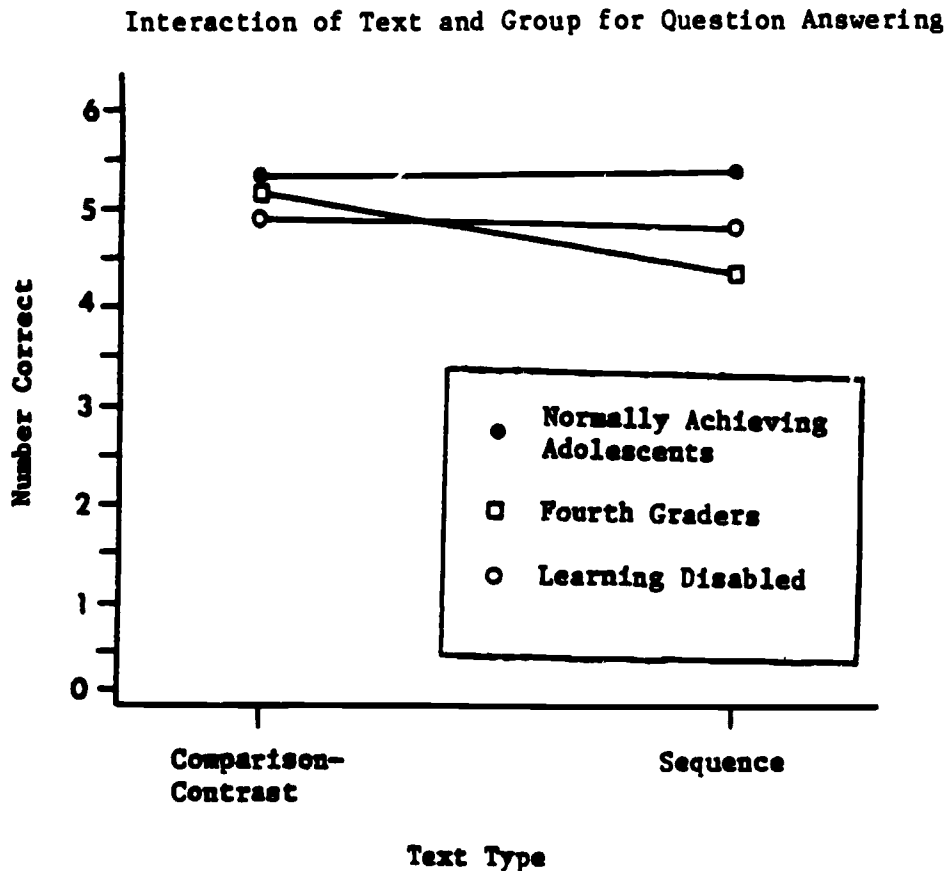 Interaction of Text and Group for Question Answering
6
5
4
3
2
1
0
Number Correct
Normally Achieving
Adolescents
Fourth Graders
Learning Disabled
Comparison-
Contrast
Sequence
Text Type